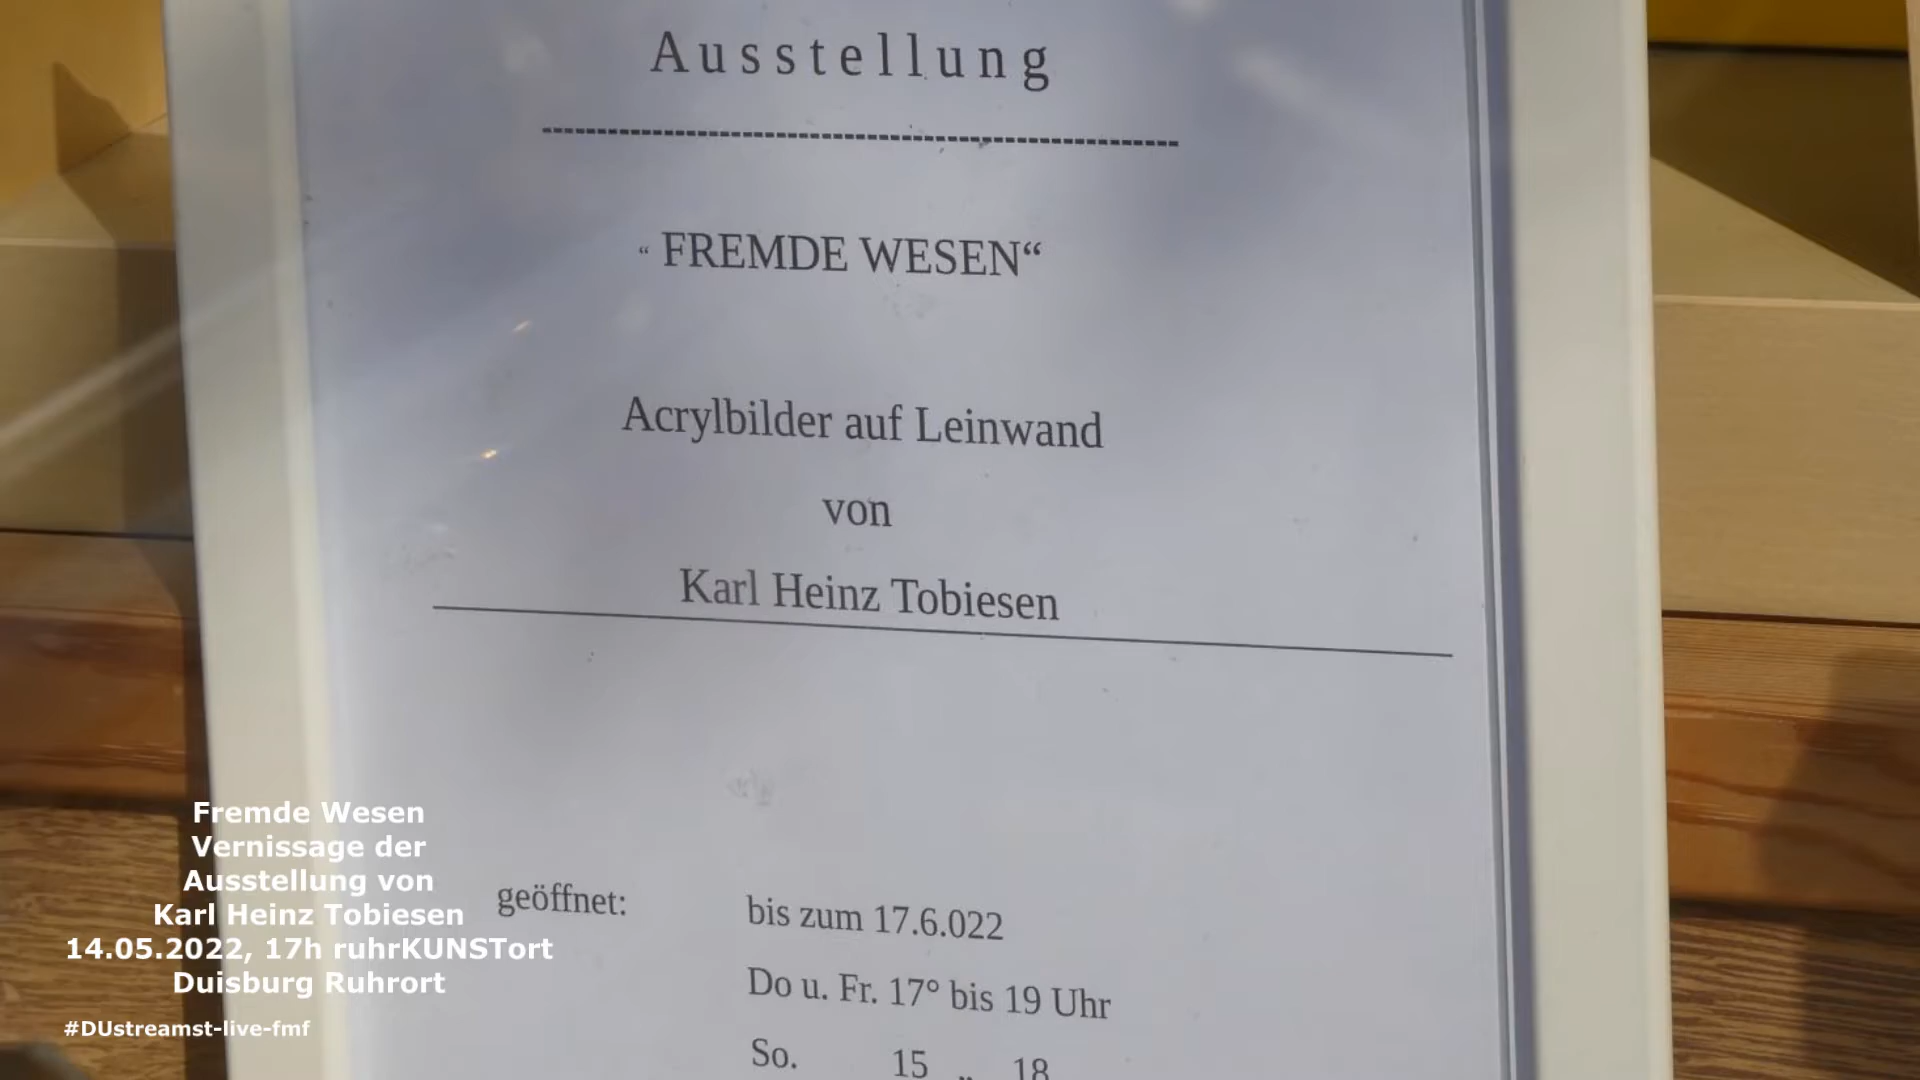 Ausstellung
“ FREMDE WESEN“
Acrylbilder auf Leinwand
von
Karl Heinz Tobiesen
geöffnet: bis zum 17.6.022
Do u. Fr. 17° bis 19 Uhr
So. 15 „ 18
Fremde Wesen
Vernissage der
Ausstellung von
Karl Heinz Tobiesen
14.05.2022, 17h ruhrKUNSTort
Duisburg Ruhrort
#DUstreamst-live-fmf